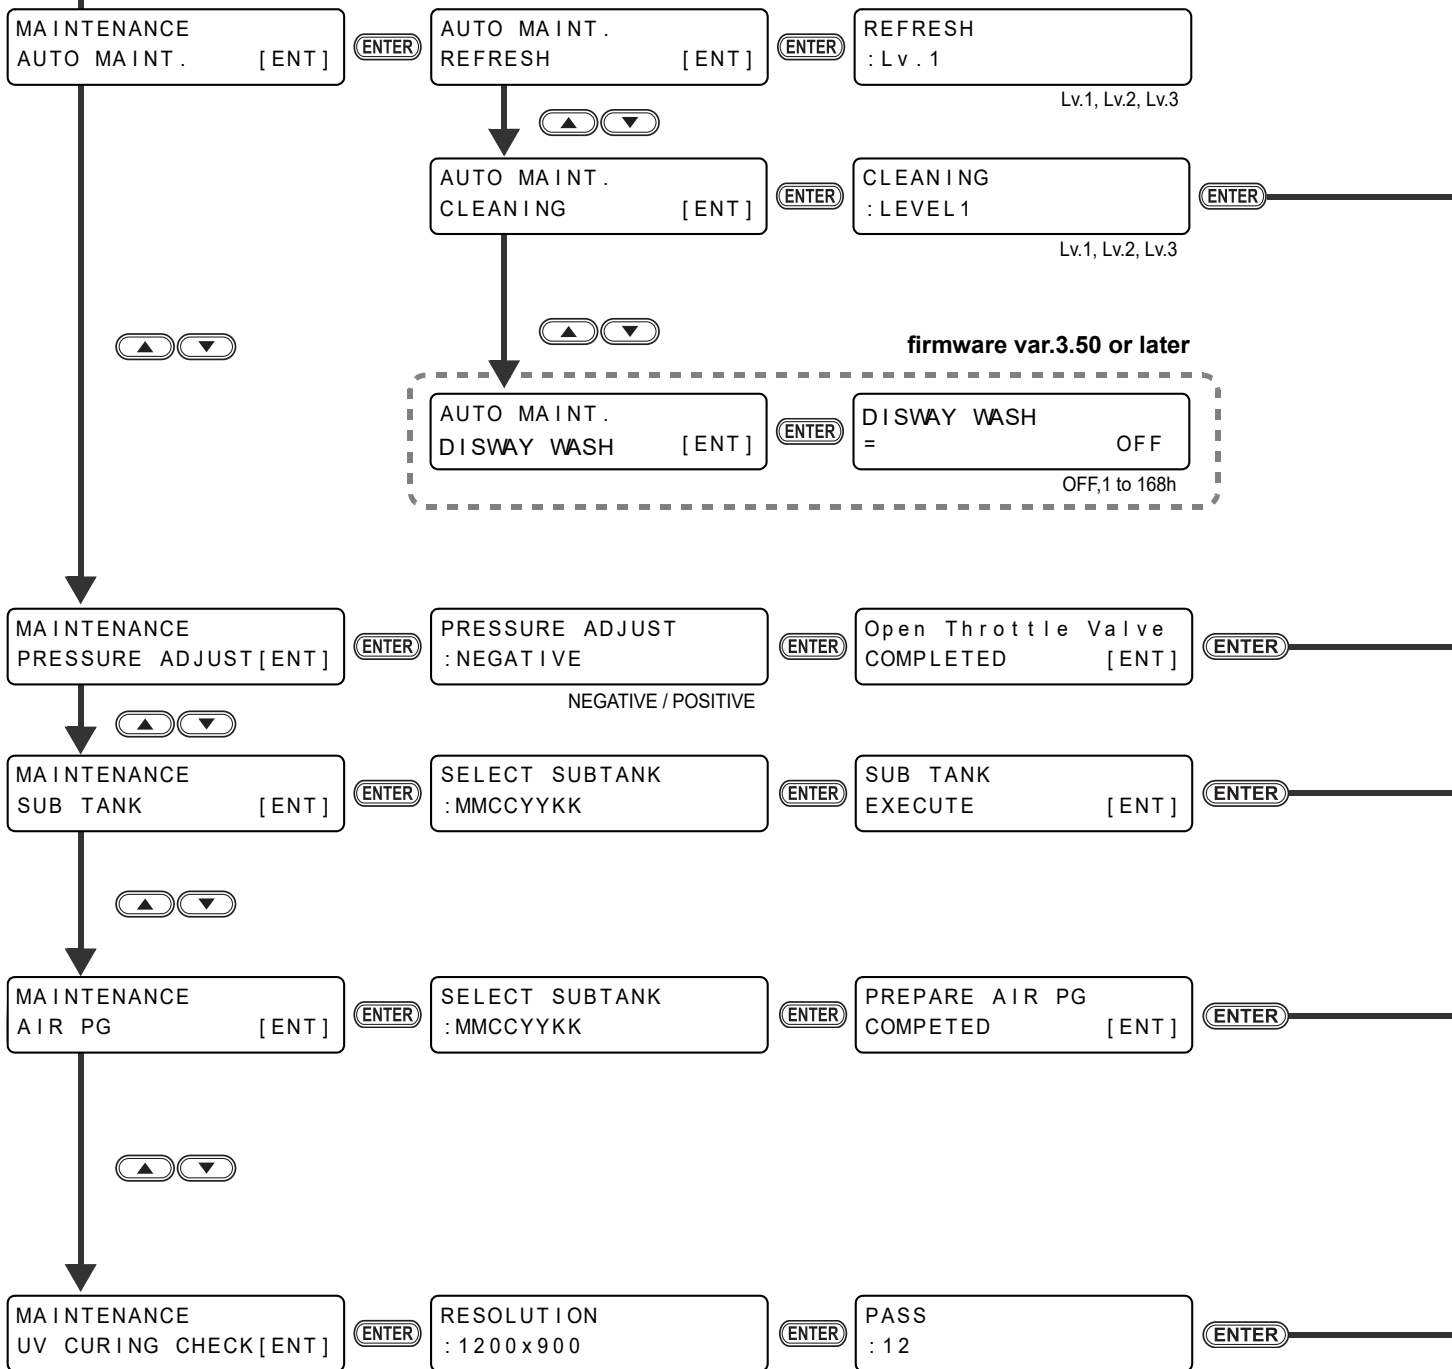 MAINTENANCE
AUTO MAINT. [ENT]
ENTER
AUTO MAINT.
REFRESH [ENT]
ENTER
REFRESH
:Lv.1
Lv.1, Lv.2, Lv.3
AUTO MAINT.
CLEANING [ENT]
ENTER
CLEANING
:LEVEL1
ENTER
Lv.1, Lv.2, Lv.3
firmware var.3.50 or later
AUTO MAINT.
DISWAY WASH [ENT]
ENTER
DISWAY WASH
= OFF
OFF,1 to 168h
MAINTENANCE
PRESSURE ADJUST[ENT]
ENTER
PRESSURE ADJUST
:NEGATIVE
NEGATIVE / POSITIVE
ENTER
Open Throttle Valve
COMPLETED [ENT]
ENTER
MAINTENANCE
SUB TANK [ENT]
ENTER
SELECT SUBTANK
:MMCCYYKK
ENTER
SUB TANK
EXECUTE [ENT]
ENTER
MAINTENANCE
AIR PG [ENT]
ENTER
SELECT SUBTANK
:MMCCYYKK
ENTER
PREPARE AIR PG
COMPETED [ENT]
ENTER
MAINTENANCE
UV CURING CHECK[ENT]
ENTER
RESOLUTION
:1200x900
ENTER
PASS
:12
ENTER